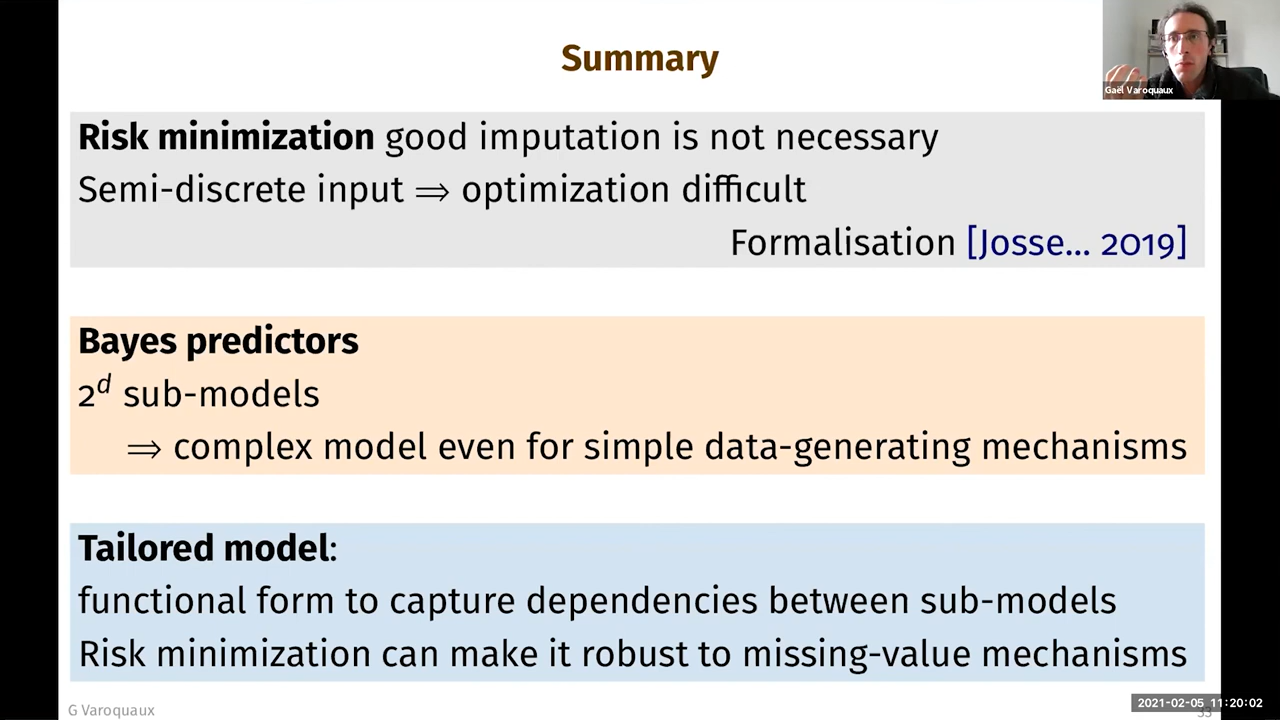 Summary
Gaël Varoquaux
Risk minimization good imputation is not necessary
Semi-discrete input ⇒ optimization difficult
Formalisation [Josse... 2019]
Bayes predictors
2^d sub-models
⇒ complex model even for simple data-generating mechanisms
Tailored model:
functional form to capture dependencies between sub-models
Risk minimization can make it robust to missing-value mechanisms
G Varoquaux
2021-02-05 11:20:02
33